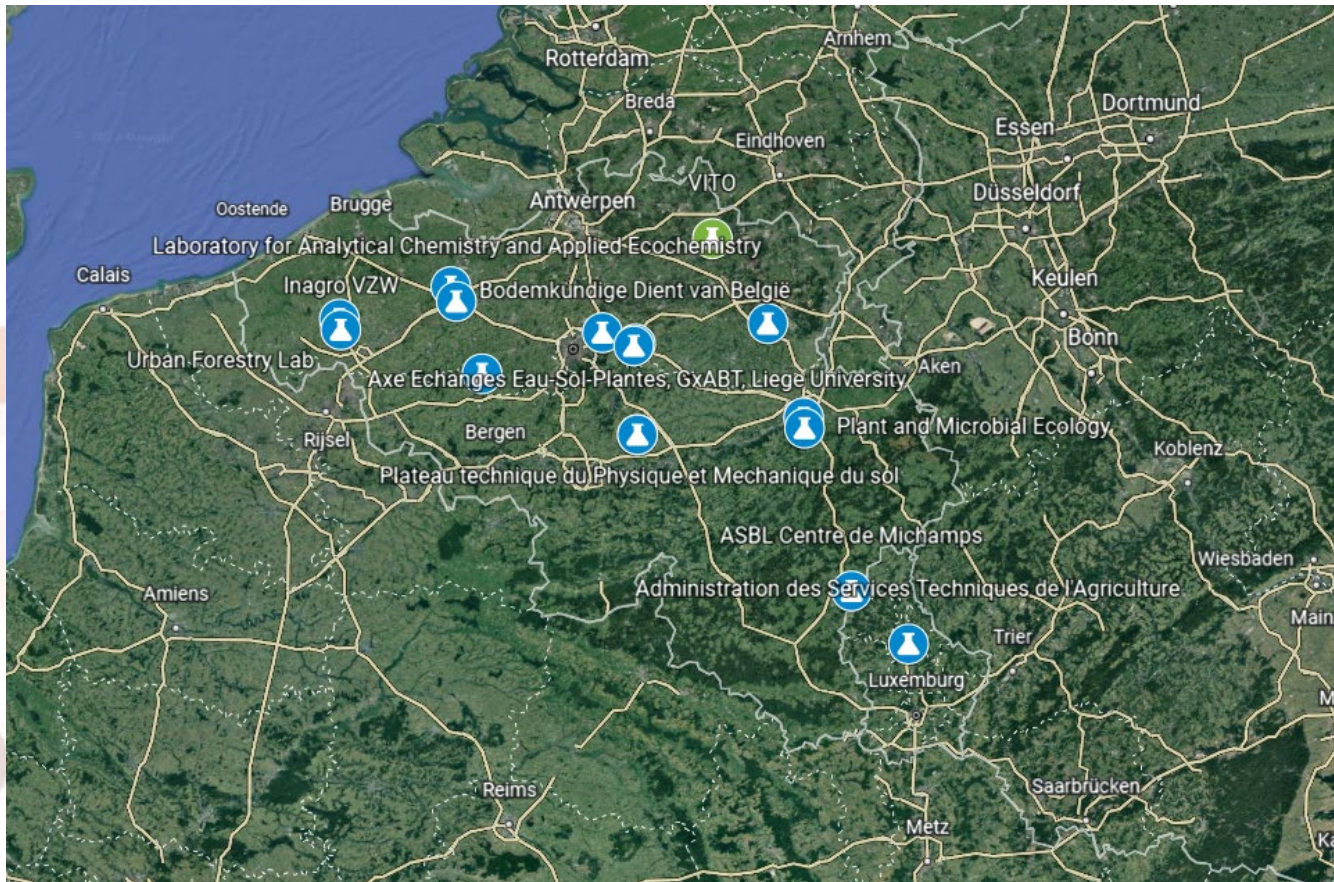 Rotterdam
Arnhem
Breda
Dortmund
Essen
Eindhoven
VITO
Düsseldorf
Oostende
Brugge
Antwerpen
Laboratory for Analytical Chemistry and Applied Ecochemistry
Calais
Inagro VZW
Bodemkundige Dient van België
Keulen
Bonn
Urban Forestry Lab
Axe Echanges Eau-Sol-Plantes, GxABT, Liege University
Aken
Rijsel
Bergen
Plant and Microbial Ecology
Koblenz
Plateau technique du Physique et Mechanique du sol
ASBL Centre de Michamps
Wiesbaden
Amiens
Administration des Services Techniques de l'Agriculture
Main
Trier
Luxemburg
Reims
Saarbrücken
Metz